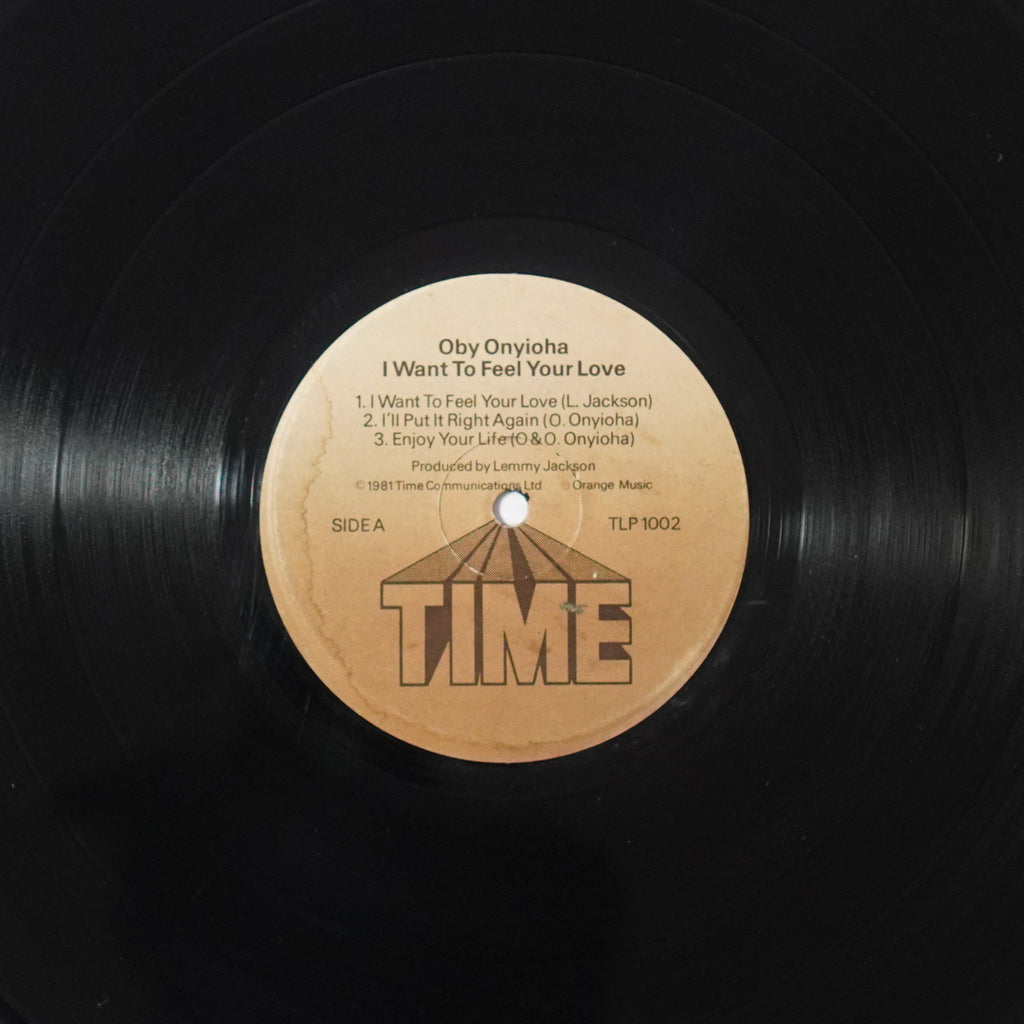 Oby Onyioha
I Want To Feel Your Love
1. I Want To Feel Your Love (L. Jackson)
2. I'll Put It Right Again (O. Onyioha)
3. Enjoy Your Life (O & O. Onyioha)
Produced by Lemmy Jackson
© 1981 Time Communications Ltd ℗ Orange Music
SIDE A TLP 1002
TIME